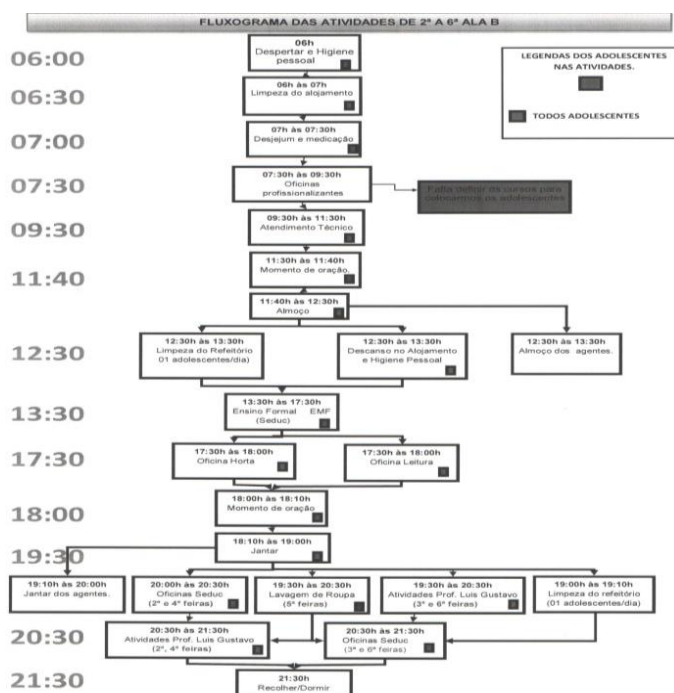 FLUXOGRAMA DAS ATIVIDADES DE 2ª A 6ª ALA B
LEGENDAS DOS ADOLESCENTES
NAS ATIVIDADES.
TODOS ADOLESCENTES
06:00
06h
Despertar e Higiene
pessoal
06:30
06h às 07h
Limpeza do alojamento
07:00
07h às 07:30h
Desjejum e medicação
07:30
07:30h às 09:30h
Oficinas
profissionalizantes
Falta definir os cursos para
colocarmos os adolescentes
09:30
09:30h às 11:30h
Atendimento Técnico
11:40
11:30h às 11:40h
Momento de oração.
11:40h às 12:30h
Almoço
12:30
12:30h às 13:30h
Limpeza do Refeitório
01 adolescentes/dia)
12:30h às 13:30h
Descanso no Alojamento
e Higiene Pessoal
12:30h às 13:30h
Almoço dos agentes.
13:30
13:30h às 17:30h
Ensino Formal EMF
(Seduc)
17:30
17:30h às 18:00h
Oficina Horta
17:30h às 18:00h
Oficina Leitura
18:00
18:00h às 18:10h
Momento de oração
19:30
18:10h às 19:00h
Jantar
19:10h às 20:00h
Jantar dos agentes.
20:00h às 20:30h
Oficinas Seduc
(2ª e 4ª feiras)
19:30h às 20:30h
Lavagem de Roupa
(5ª feiras)
19:30h às 20:30h
Atividades Prof. Luis Gustavo
(3ª e 6ª feiras)
19:00h às 19:10h
Limpeza do refeitório
(01 adolescentes/dia)
20:30
20:30h às 21:30h
Atividades Prof. Luis Gustavo
(2ª, 4ª feiras)
20:30h às 21:30h
Oficinas Seduc
(3ª e 6ª feiras)
21:30
21:30h
Recolher/Dormir